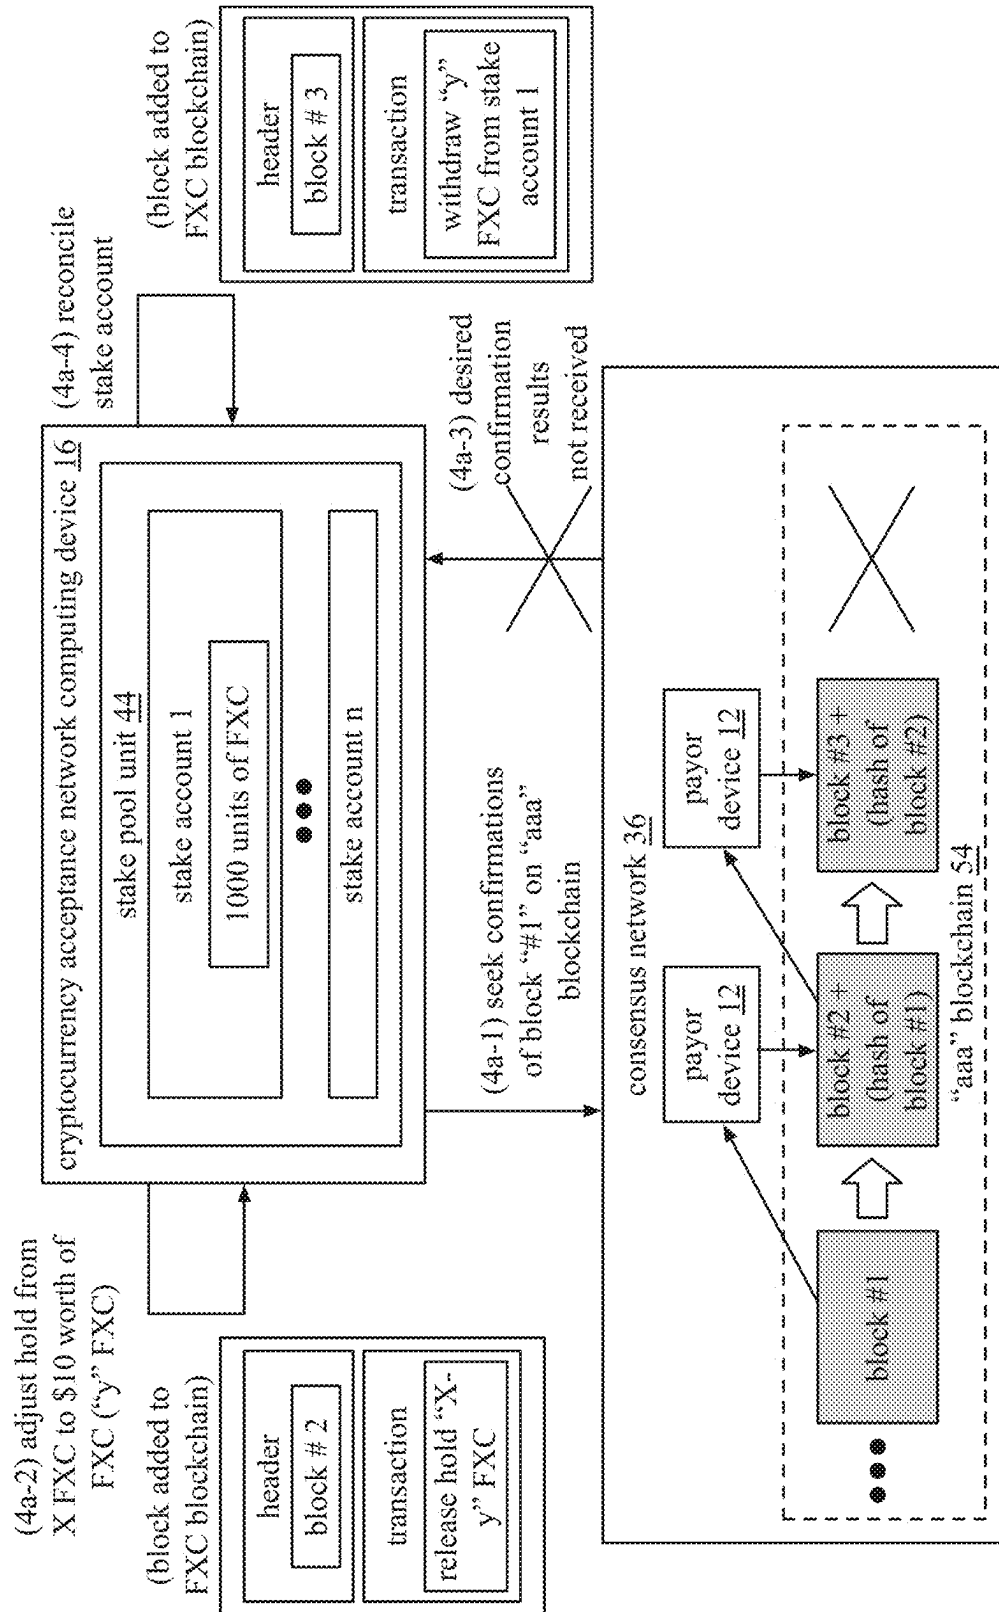 (4a-2) adjust hold from
X FXC to $10 worth of
FXC ("y" FXC)
(block added to
FXC blockchain)
header
block # 2
transaction
release hold "X-
y" FXC
cryptocurrency acceptance network computing device 16
stake pool unit 44
stake account 1
1000 units of FXC
stake account n
(4a-4) reconcile
stake account
(block added to
FXC blockchain)
header
block # 3
transaction
withdraw "y"
FXC from stake
account 1
(4a-1) seek confirmations
of block "#1" on "aaa"
blockchain
(4a-3) desired
confirmation
results
not received
consensus network 36
payor
device 12
payor
device 12
block #1
block #2 +
(hash of
block #1)
block #3 +
(hash of
block #2)
"aaa" blockchain 54